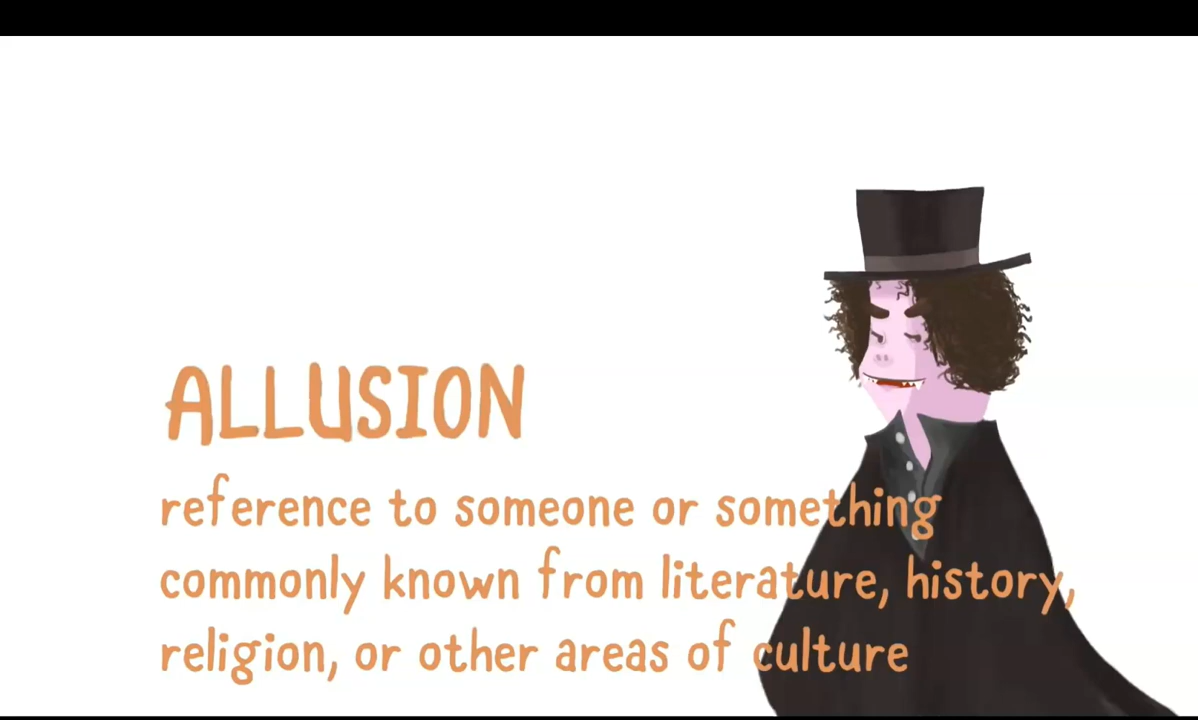 ALLUSION
reference to someone or something
commonly known from literature, history,
religion, or other areas of culture